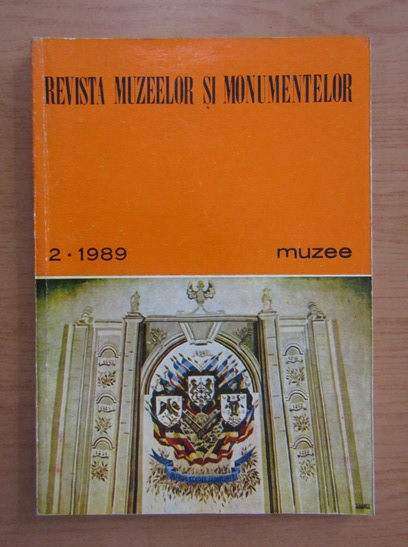 REVISTA MUZEELOR ȘI MONUMENTELOR
2 • 1989 muzee